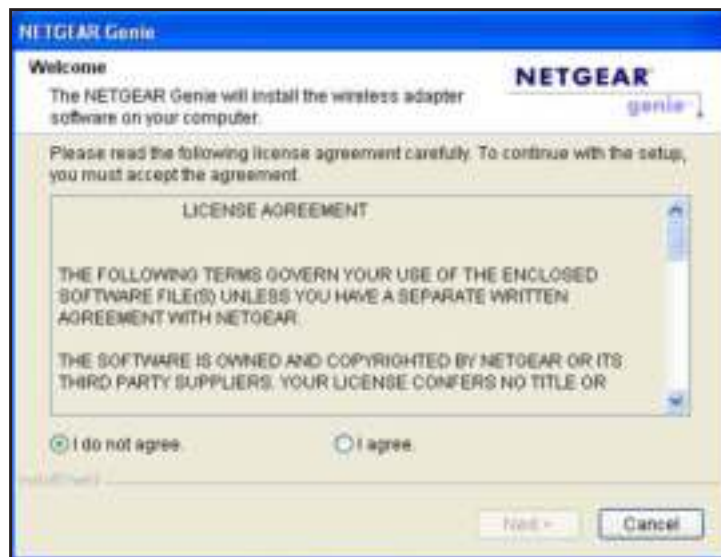 NETGEAR Genie
Welcome
The NETGEAR Genie will install the wireless adapter
software on your computer.
NETGEAR
genie
Please read the following license agreement carefully. To continue with the setup,
you must accept the agreement.
LICENSE AGREEMENT
THE FOLLOWING TERMS GOVERN YOUR USE OF THE ENCLOSED
SOFTWARE FILE(S) UNLESS YOU HAVE A SEPARATE WRITTEN
AGREEMENT WITH NETGEAR.
THE SOFTWARE IS OWNED AND COPYRIGHTED BY NETGEAR OR ITS
THIRD PARTY SUPPLIERS. YOUR LICENSE CONFERS NO TITLE OR
I do not agree.
I agree.
InstallShield
Next >
Cancel